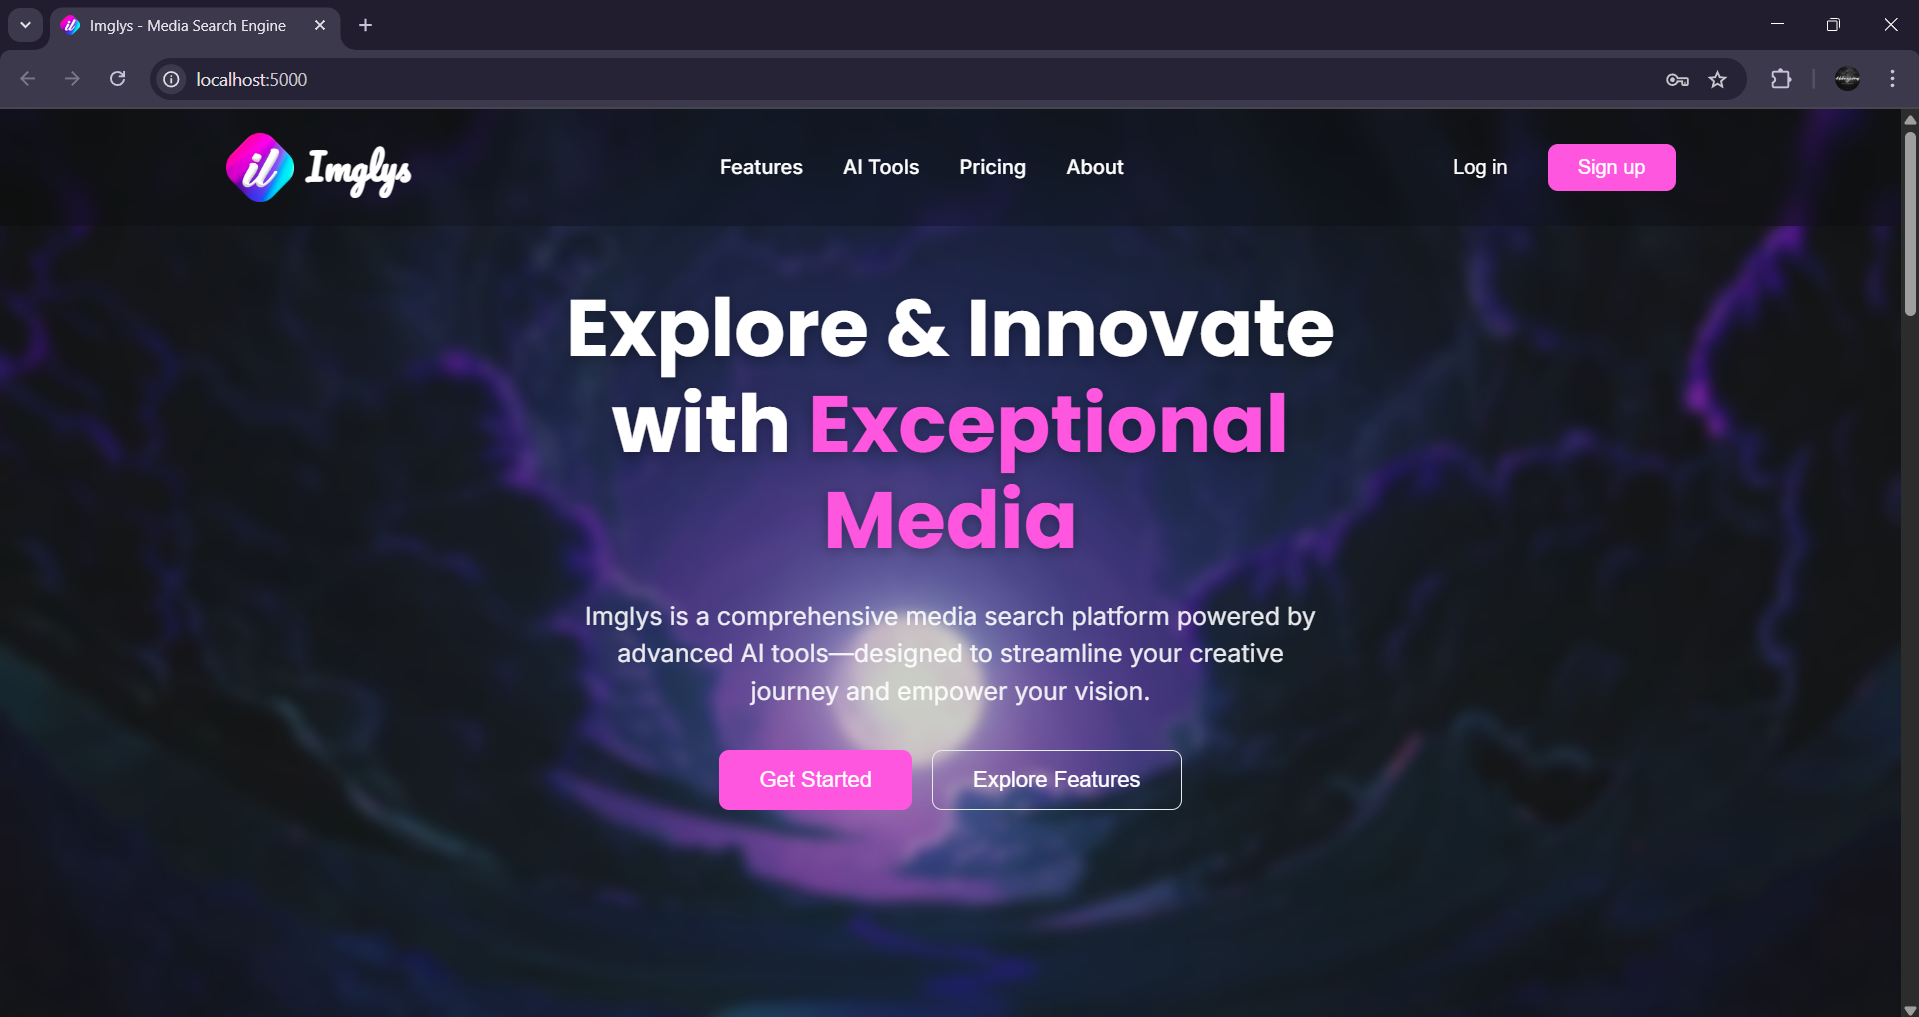 Imglys - Media Search Engine
localhost:5000
il Imglys
Features AI Tools Pricing About
Log in Sign up
Explore & Innovate
with Exceptional
Media
Imglys is a comprehensive media search platform powered by
advanced AI tools—designed to streamline your creative
journey and empower your vision.
Get Started Explore Features